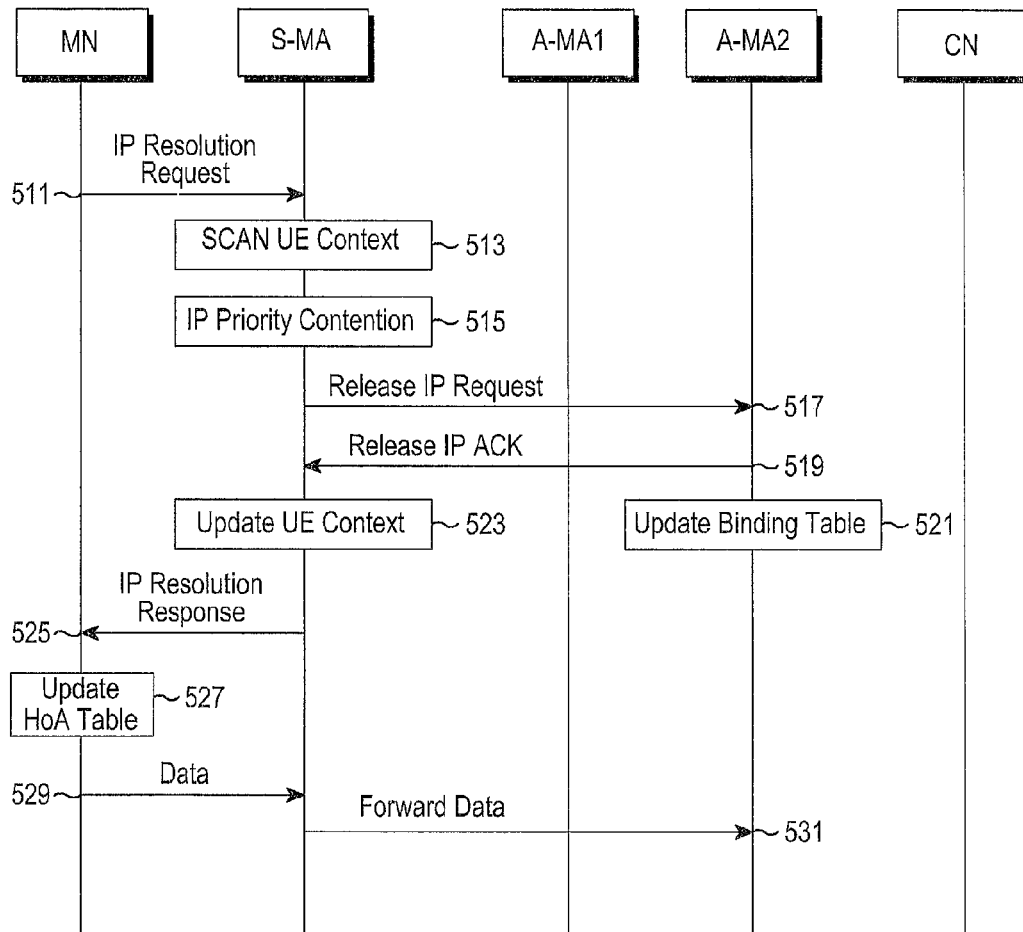 MN
S-MA
A-MA1
A-MA2
CN
IP Resolution
Request
511
SCAN UE Context
513
IP Priority Contention
515
Release IP Request
517
Release IP ACK
519
Update UE Context
523
Update Binding Table
521
IP Resolution
Response
525
Update
HoA Table
527
Data
529
Forward Data
531